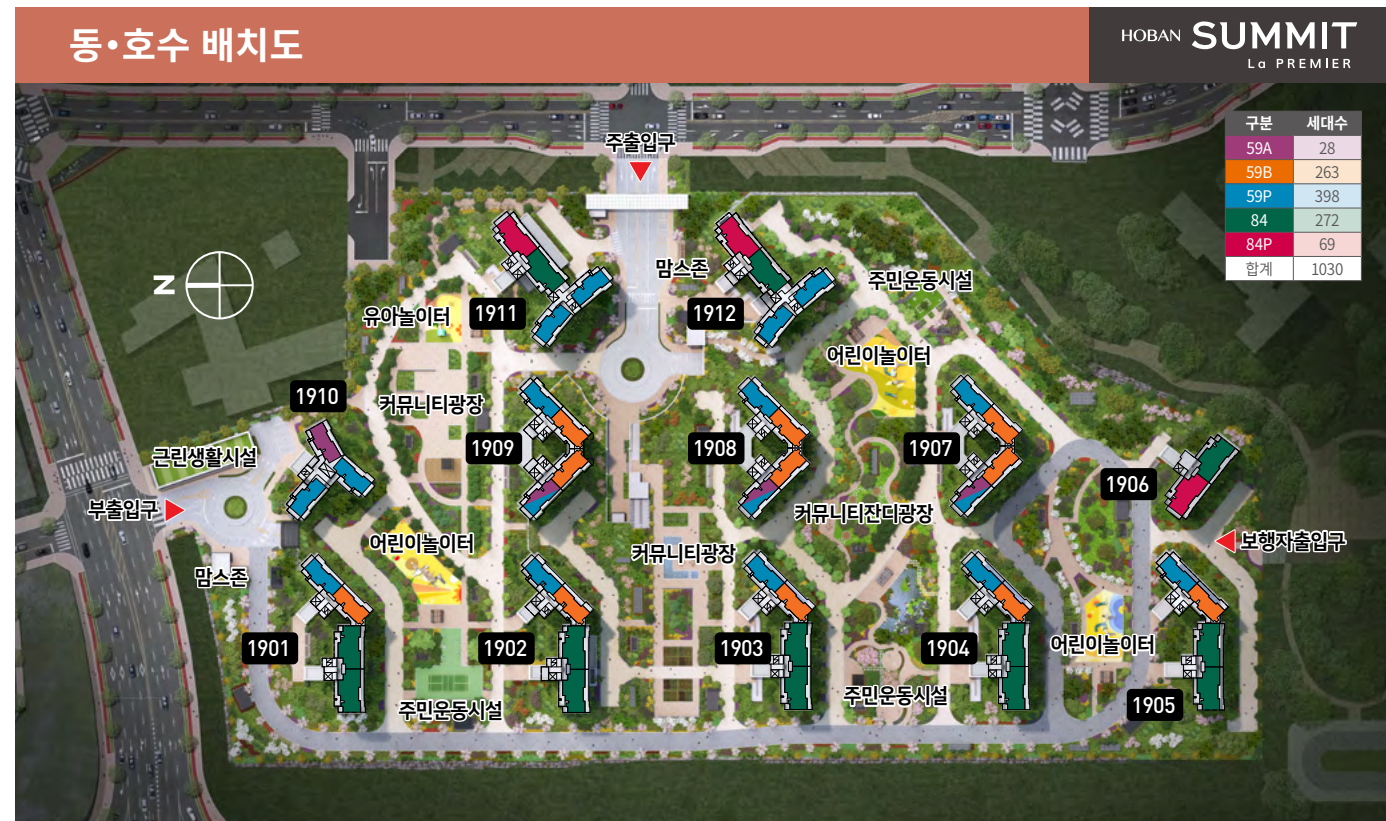 동•호수 배치도
HOBAN SUMMIT
La PREMIER
구분 세대수
59A 28
59B 263
59P 398
84 272
84P 69
합계 1030
주출입구
N
맘스존
주민운동시설
유아놀이터
1911
1912
어린이놀이터
1910
커뮤니티광장
1909
1908
1907
근린생활시설
1906
부출입구
커뮤니티잔디광장
어린이놀이터
커뮤니티광장
보행자출입구
맘스존
1901
1902
1903
1904
어린이놀이터
주민운동시설
주민운동시설
1905